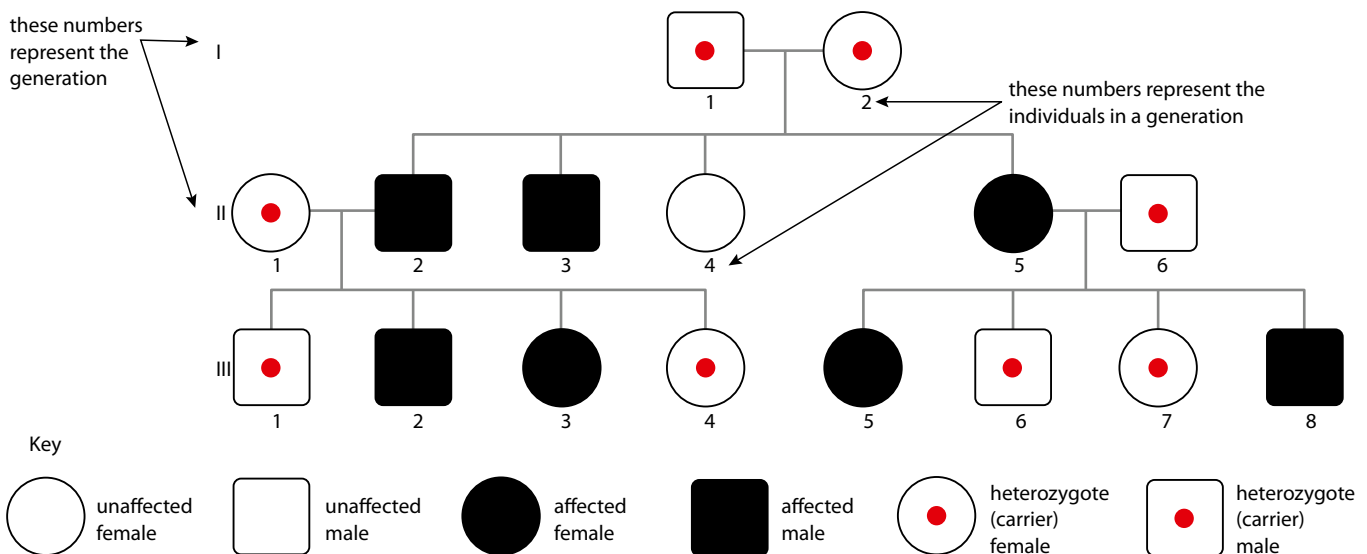 these numbers
represent the
generation
I
1
2
these numbers represent the
individuals in a generation
II
1
2
3
4
5
6
III
1
2
3
4
5
6
7
8
Key
unaffected
female
unaffected
male
affected
female
affected
male
heterozygote
(carrier)
female
heterozygote
(carrier)
male